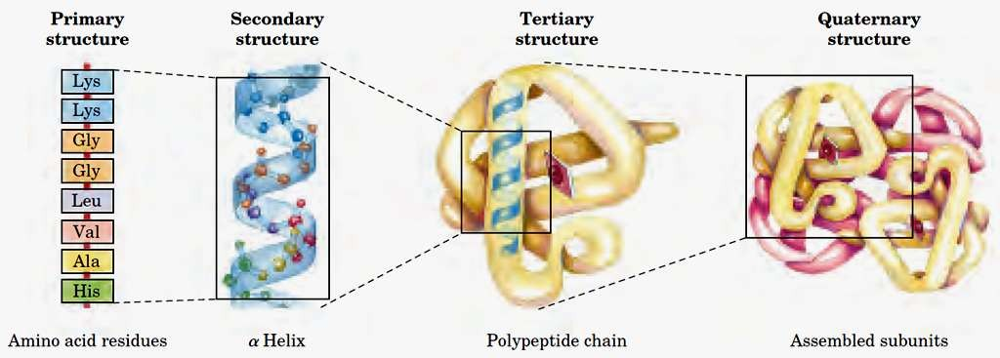 Primary
structure
Secondary
structure
Tertiary
structure
Quaternary
structure
Lys
Lys
Gly
Gly
Leu
Val
Ala
His
Amino acid residues
α Helix
Polypeptide chain
Assembled subunits